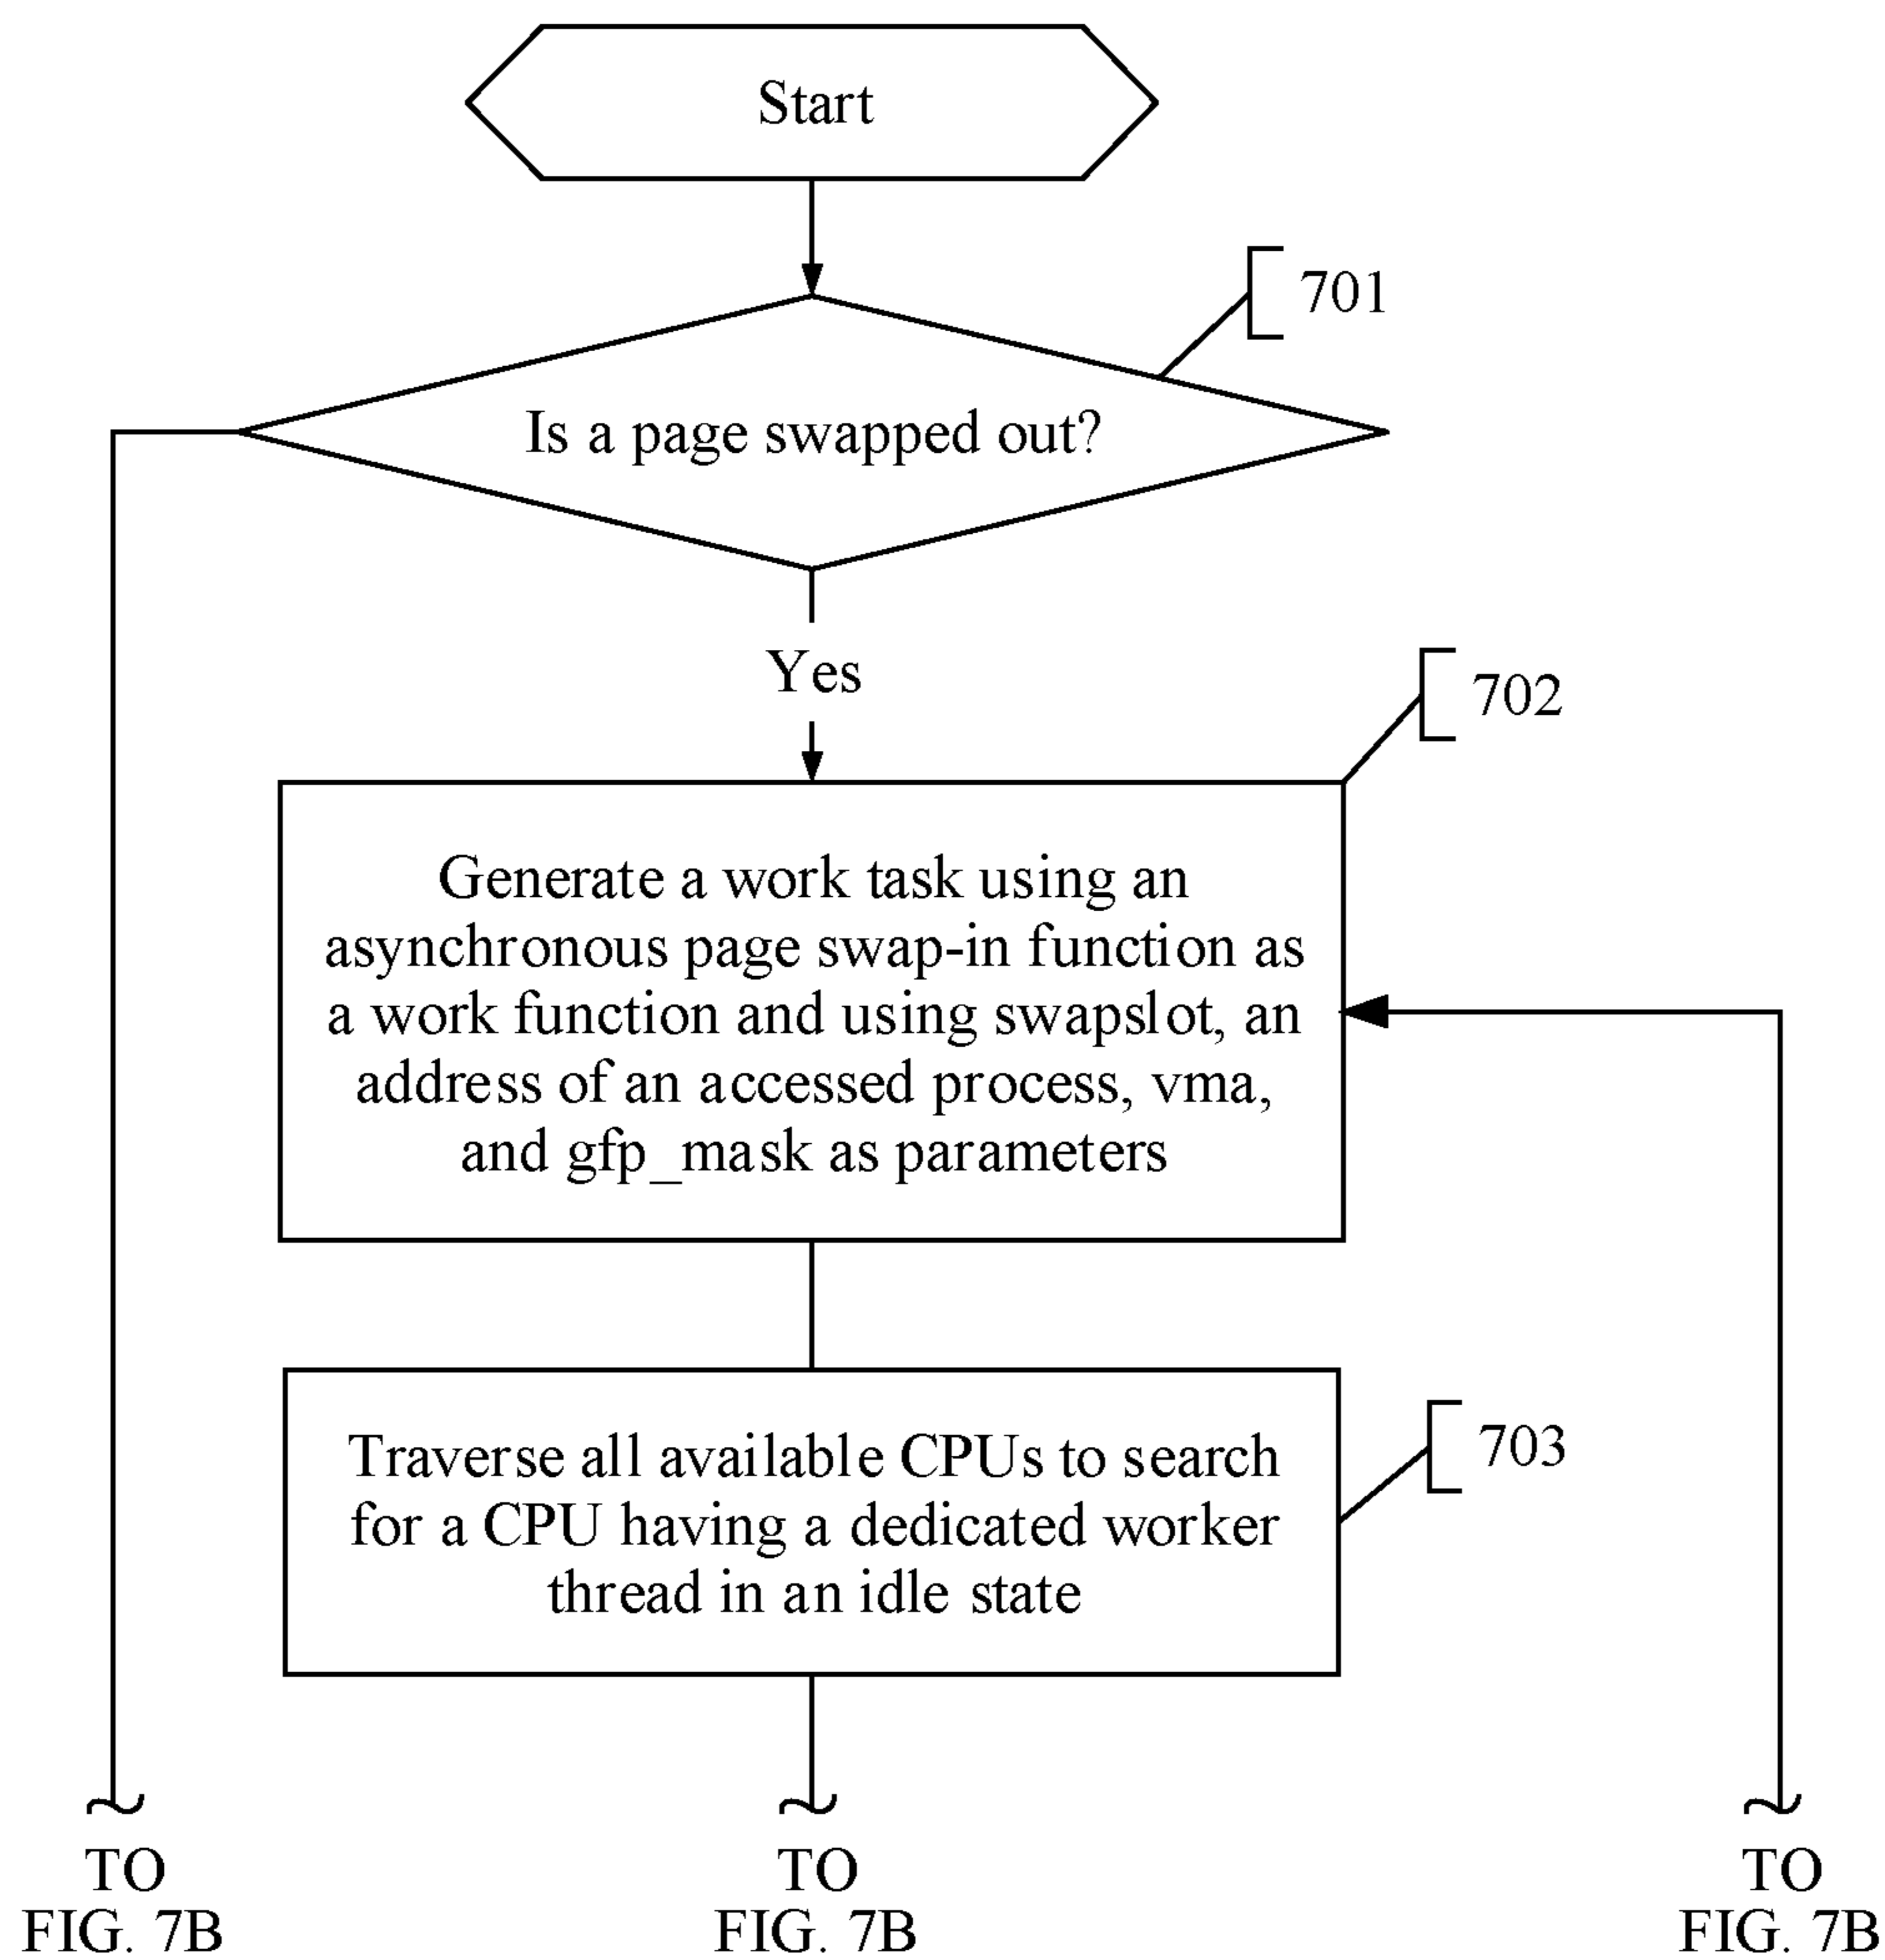 Start
701
Is a page swapped out?
Yes
702
Generate a work task using an
asynchronous page swap-in function as
a work function and using swapslot, an
address of an accessed process, vma,
and gfp_mask as parameters
703
Traverse all available CPUs to search
for a CPU having a dedicated worker
thread in an idle state
TO
FIG. 7B
TO
FIG. 7B
TO
FIG. 7B